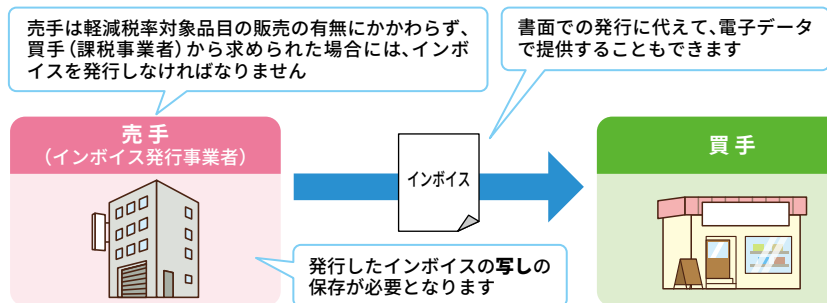 売手は軽減税率対象品目の販売の有無にかかわらず、
買手(課税事業者)から求められた場合には、インボ
イスを発行しなければなりません
書面での発行に代えて、電子データ
で提供することもできます
売手
(インボイス発行事業者)
インボイス
買手
発行したインボイスの写しの
保存が必要となります